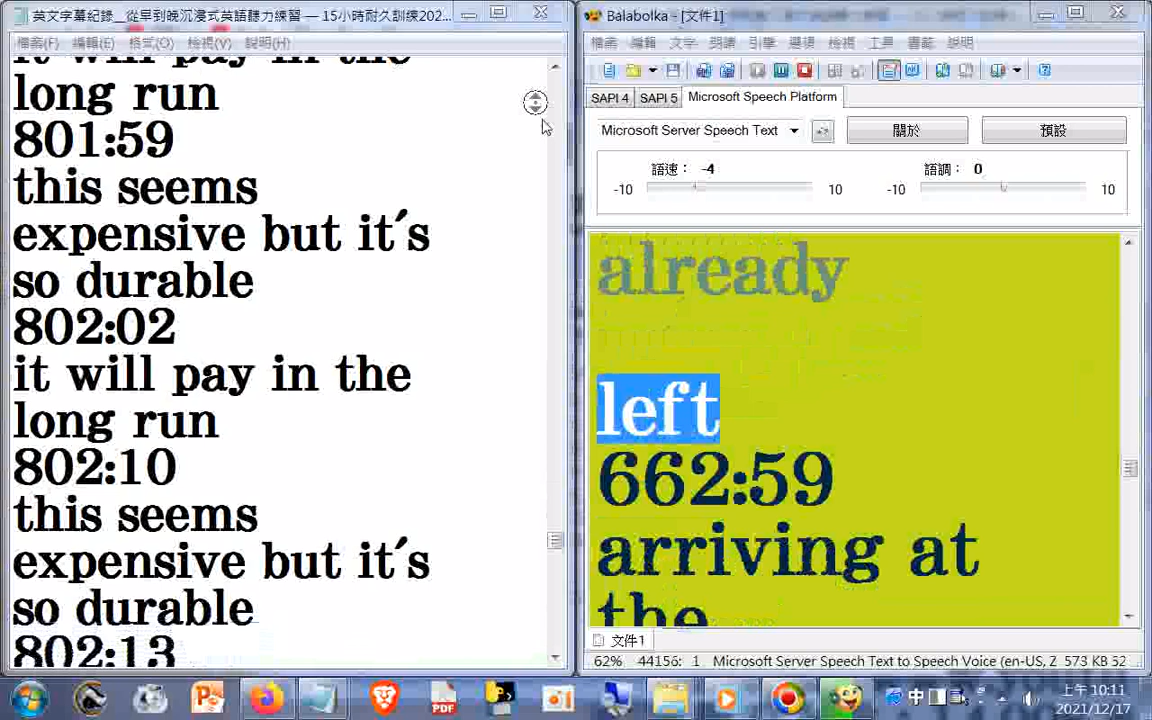 英文字幕紀錄__從早到晚沉浸式英語聽力練習 — 15小時耐久訓練202...
檔案(F) 編輯(E) 格式(O) 檢視(V) 說明(H)
it will pay in the
long run
801:59
this seems
expensive but it's
so durable
802:02
it will pay in the
long run
802:10
this seems
expensive but it's
so durable
802:13
Balabolka - [文件1]
檔案 編輯 文字 朗讀 引擎 選項 檢視 工具 書籤 說明
SAPI 4 SAPI 5 Microsoft Speech Platform
Microsoft Server Speech Text 關於 預設
語速： -4 語調： 0
-10 10 -10 10
already
left
662:59
arriving at
the
文件1
62% 44156: 1 Microsoft Server Speech Text to Speech Voice (en-US, Z 573 KB 52
PDF
中
上午 10:11
2021/12/17